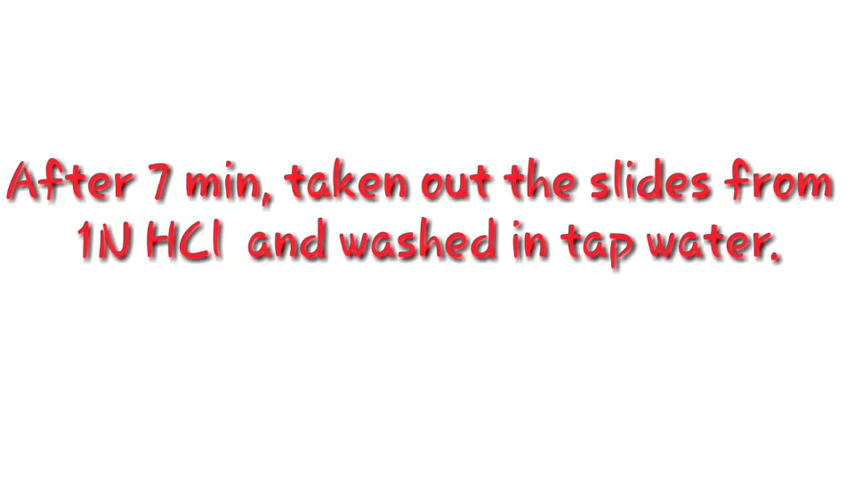 After 7 min, taken out the slides from
1N HCl and washed in tap water.